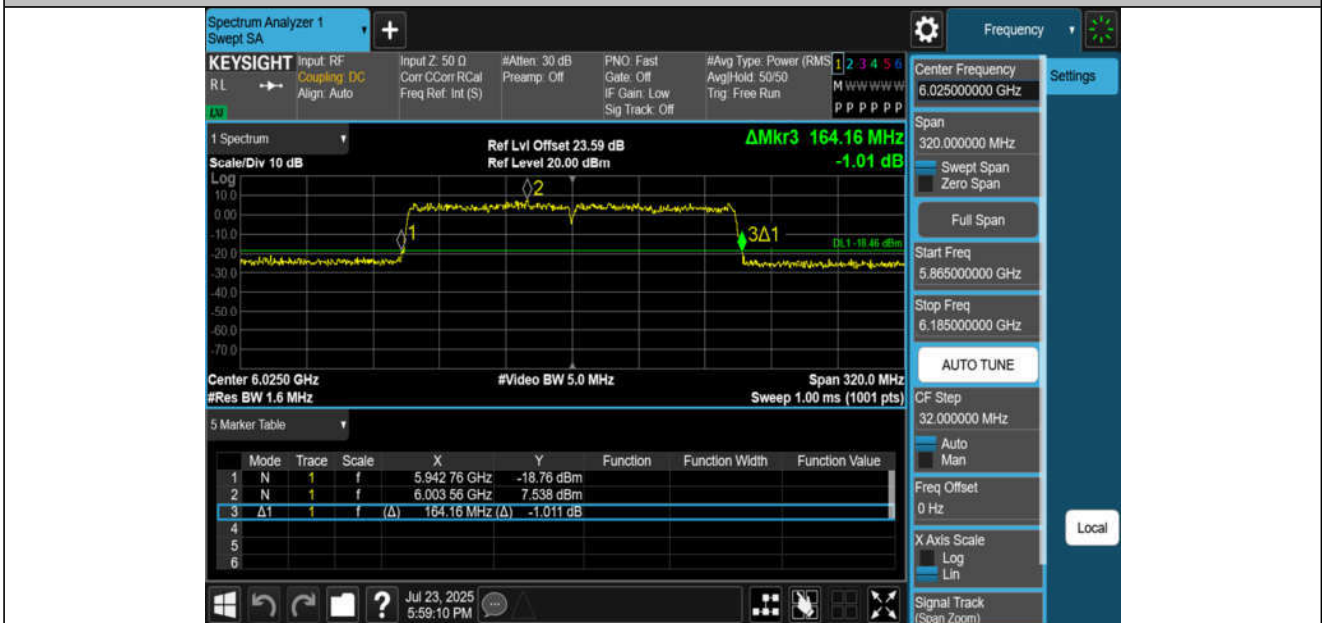 Spectrum Analyzer 1
Swept SA
+
Frequency
KEYSIGHT
RL
LXI
Input: RF
Coupling: DC
Align: Auto
Input Z: 50 Ω
Corr CCorr RCal
Freq Ref: Int (S)
#Atten: 30 dB
Preamp: Off
PNO: Fast
Gate: Off
IF Gain: Low
Sig Track: Off
#Avg Type: Power (RMS
Avg|Hold: 50/50
Trig: Free Run
1 2 3 4 5 6
M W W W W W
P P P P P P
Center Frequency
6.025000000 GHz
Settings
Span
320.000000 MHz
Swept Span
Zero Span
Full Span
Start Freq
5.865000000 GHz
Stop Freq
6.185000000 GHz
AUTO TUNE
CF Step
32.000000 MHz
Auto
Man
Freq Offset
0 Hz
X Axis Scale
Log
Lin
Signal Track
(Span Zoom)
Local
1 Spectrum
Scale/Div 10 dB
Log
Ref Lvl Offset 23.59 dB
Ref Level 20.00 dBm
ΔMkr3 164.16 MHz
-1.01 dB
10.0
0.00
-10.0
-20.0
-30.0
-40.0
-50.0
-60.0
-70.0
2
1
3Δ1
DL1 -18.46 dBm
Center 6.0250 GHz
#Video BW 5.0 MHz
Span 320.0 MHz
#Res BW 1.6 MHz
Sweep 1.00 ms (1001 pts)
5 Marker Table
Mode Trace Scale X Y Function Function Width Function Value
1 N 1 f 5.942 76 GHz -18.76 dBm
2 N 1 f 6.003 56 GHz 7.538 dBm
3 Δ1 1 f (Δ) 164.16 MHz (Δ) -1.011 dB
4
5
6
?
Jul 23, 2025
5:59:10 PM